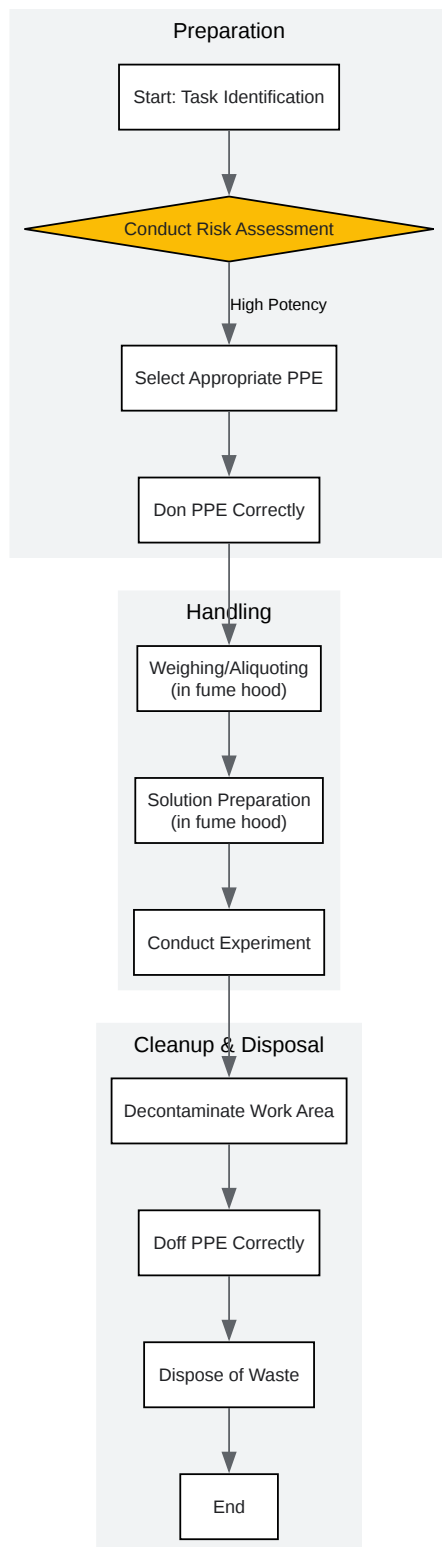 Preparation
Start: Task Identification
Conduct Risk Assessment
High Potency
Select Appropriate PPE
Don PPE Correctly
Handling
Weighing/Aliquoting
(in fume hood)
Solution Preparation
(in fume hood)
Conduct Experiment
Cleanup & Disposal
Decontaminate Work Area
Doff PPE Correctly
Dispose of Waste
End